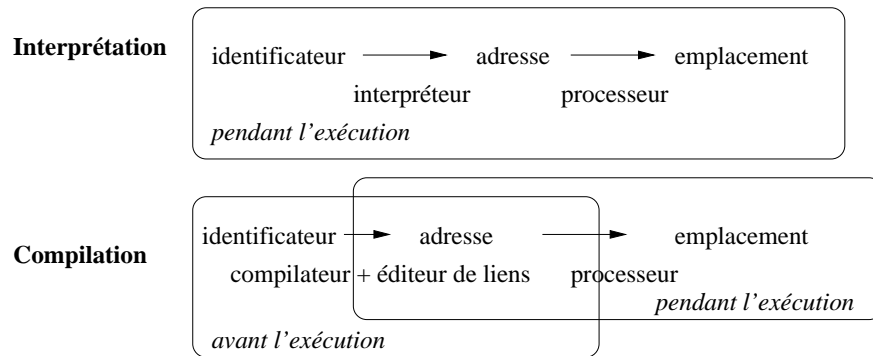 Interprétation
identificateur adresse emplacement
interpréteur processeur
pendant l'exécution
Compilation
identificateur adresse emplacement
compilateur + éditeur de liens processeur
pendant l'exécution
avant l'exécution